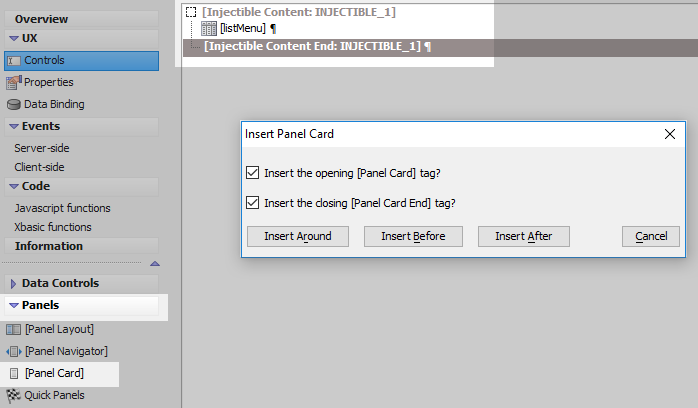 Overview
UX
Controls
Properties
Data Binding
Events
Server-side
Client-side
Code
Javascript functions
Xbasic functions
Information
Data Controls
Panels
[Panel Layout]
[Panel Navigator]
[Panel Card]
Quick Panels
[Injectible Content: INJECTIBLE_1]
[listMenu] ¶
[Injectible Content End: INJECTIBLE_1] ¶
Insert Panel Card
Insert the opening [Panel Card] tag?
Insert the closing [Panel Card End] tag?
Insert Around Insert Before Insert After Cancel